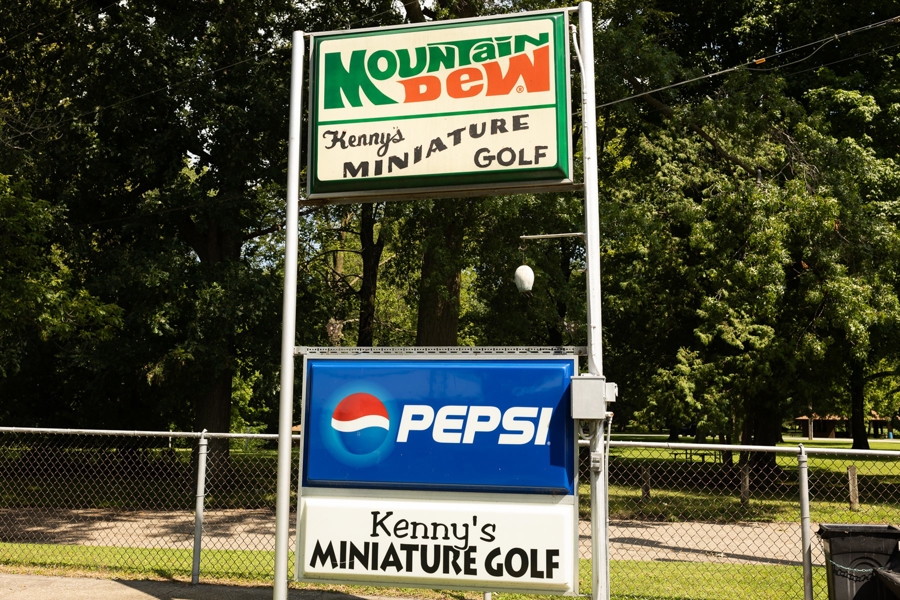 MOUNTAIN
DEW®
Kenny's
MINIATURE
GOLF
PEPSI
Kenny's
MINIATURE GOLF